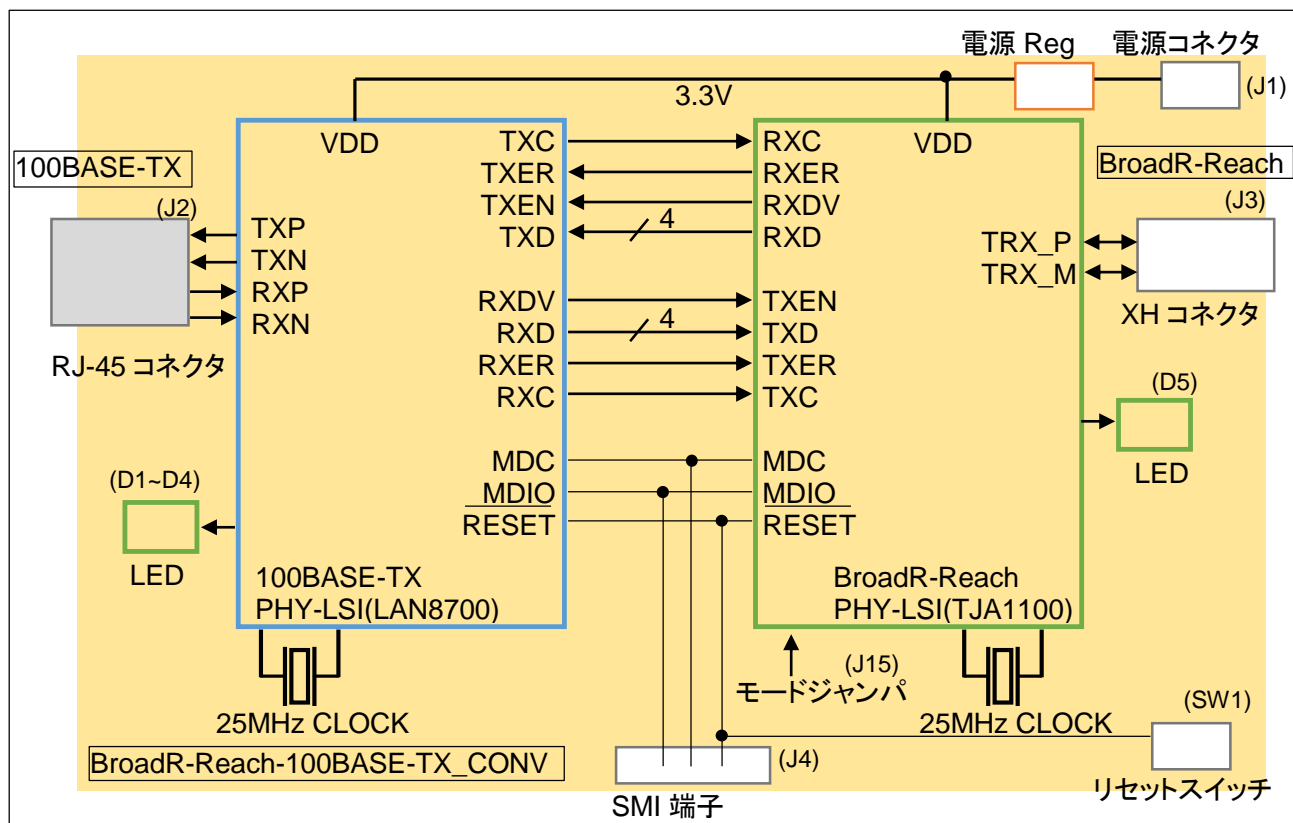 電源 Reg
電源コネクタ
(J1)
3.3V
100BASE-TX
(J2)
RJ-45 コネクタ
VDD
TXP
TXN
RXP
RXN
TXC
TXER
TXEN
TXD
4
RXDV
RXD
4
RXER
RXC
MDC
MDIO
RESET
100BASE-TX
PHY-LSI(LAN8700)
(D1~D4)
LED
25MHz CLOCK
RXC
RXER
RXDV
RXD
VDD
TXEN
TXD
TXER
TXC
MDC
MDIO
RESET
TRX_P
TRX_M
BroadR-Reach
PHY-LSI(TJA1100)
BroadR-Reach
(J3)
XH コネクタ
(D5)
LED
(J15)
モードジャンパ
25MHz CLOCK
(SW1)
リセットスイッチ
BroadR-Reach-100BASE-TX_CONV
(J4)
SMI 端子